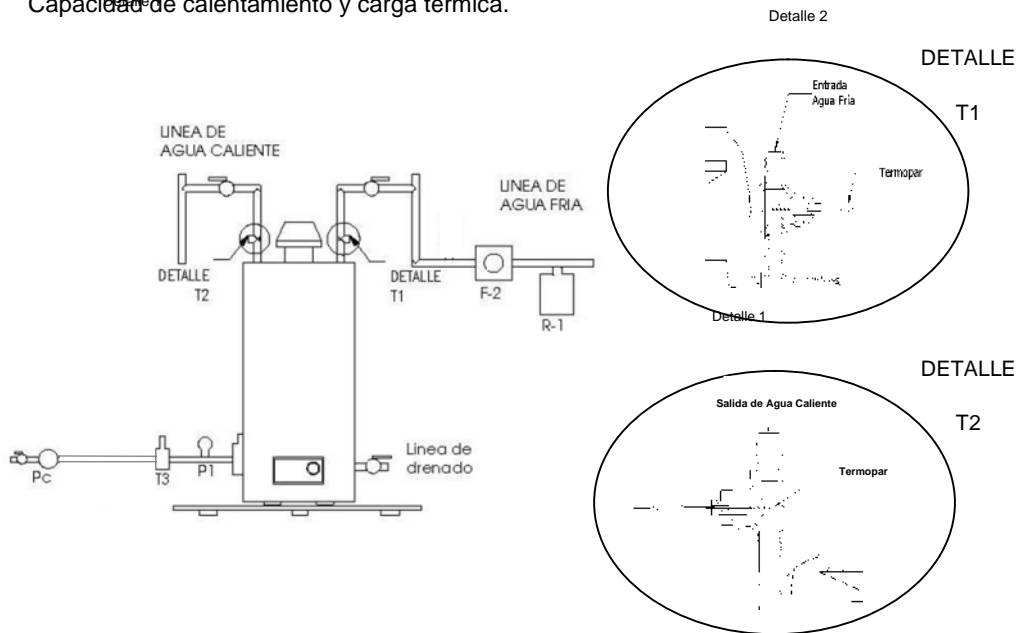 Capacidad de calentamiento y carga térmica.
Detalle 2
DETALLE
T1
Entrada
Agua Fria
Termopar
Detalle 1
LINEA DE
AGUA CALIENTE
LINEA DE
AGUA FRIA
DETALLE
T2
DETALLE
T1
F-2
R-1
Pc
T3
P1
Linea de
drenado
DETALLE
T2
Salida de Agua Caliente
Termopar